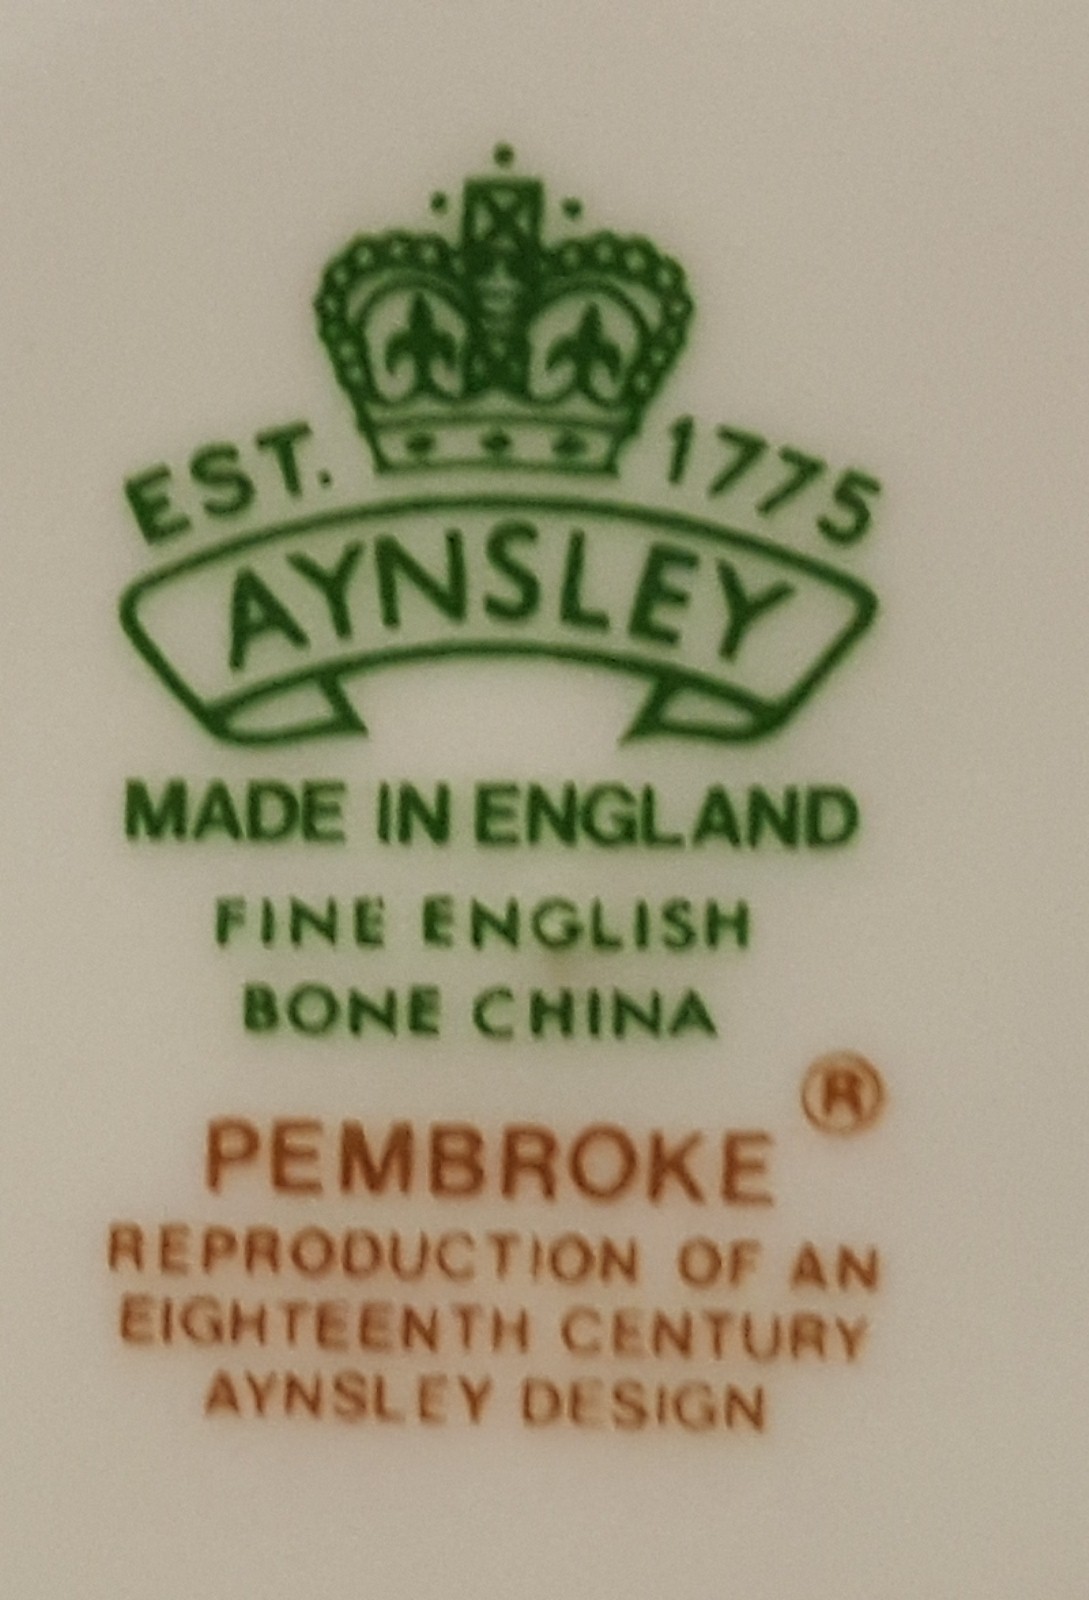 EST. 1775
AYNSLEY
MADE IN ENGLAND
FINE ENGLISH
BONE CHINA
PEMBROKE ®
REPRODUCTION OF AN
EIGHTEENTH CENTURY
AYNSLEY DESIGN